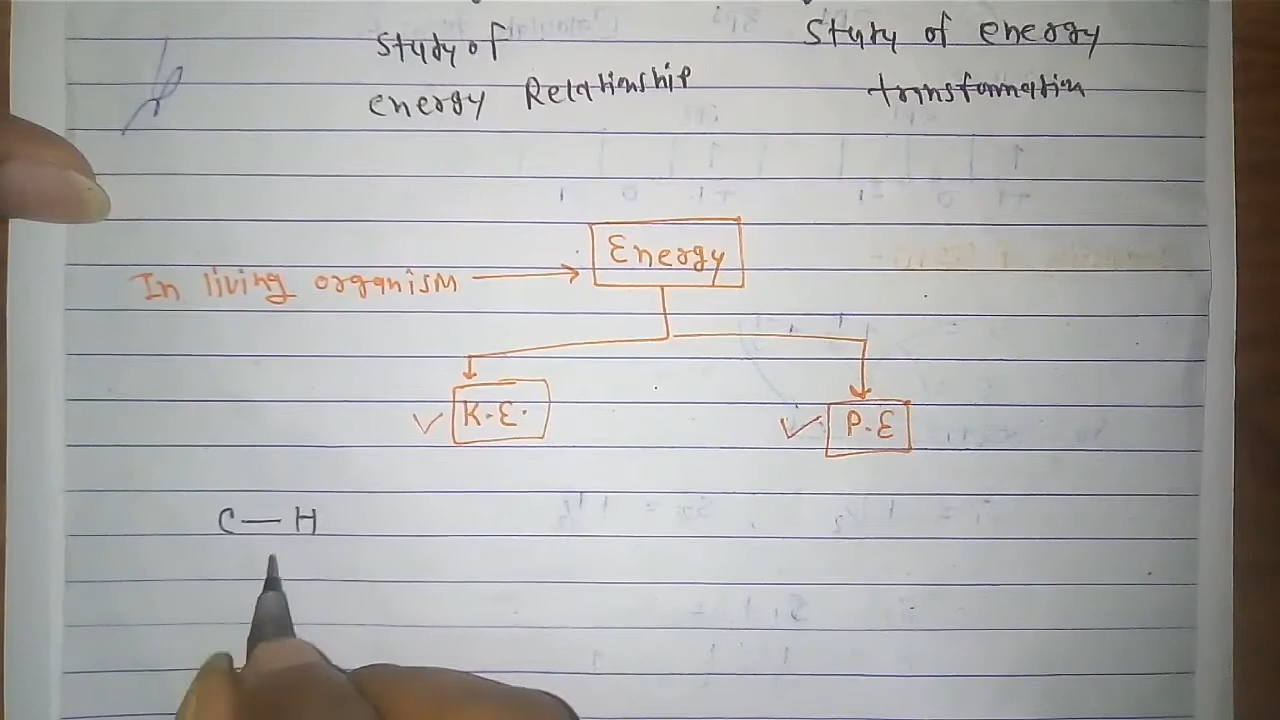 Study of
energy Relationship
Study of energy
transformation
In living organism
Energy
K.E.
P.E
C—H